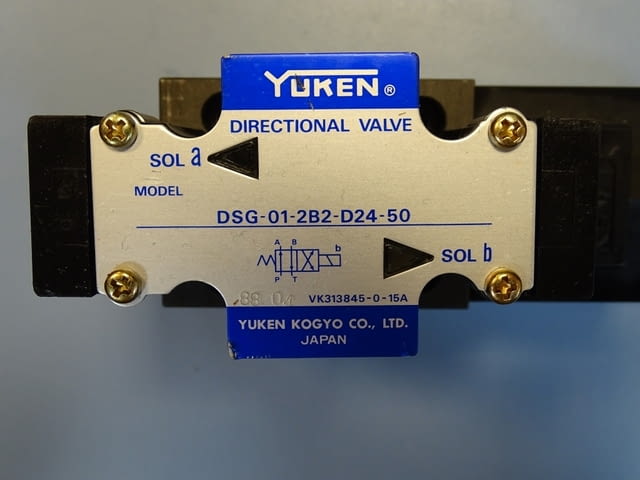 YUKEN®
DIRECTIONAL VALVE
SOL a
MODEL
DSG-01-2B2-D24-50
A B
b
P T
SOL b
88.04 VK313845-0-15A
YUKEN KOGYO CO., LTD.
JAPAN